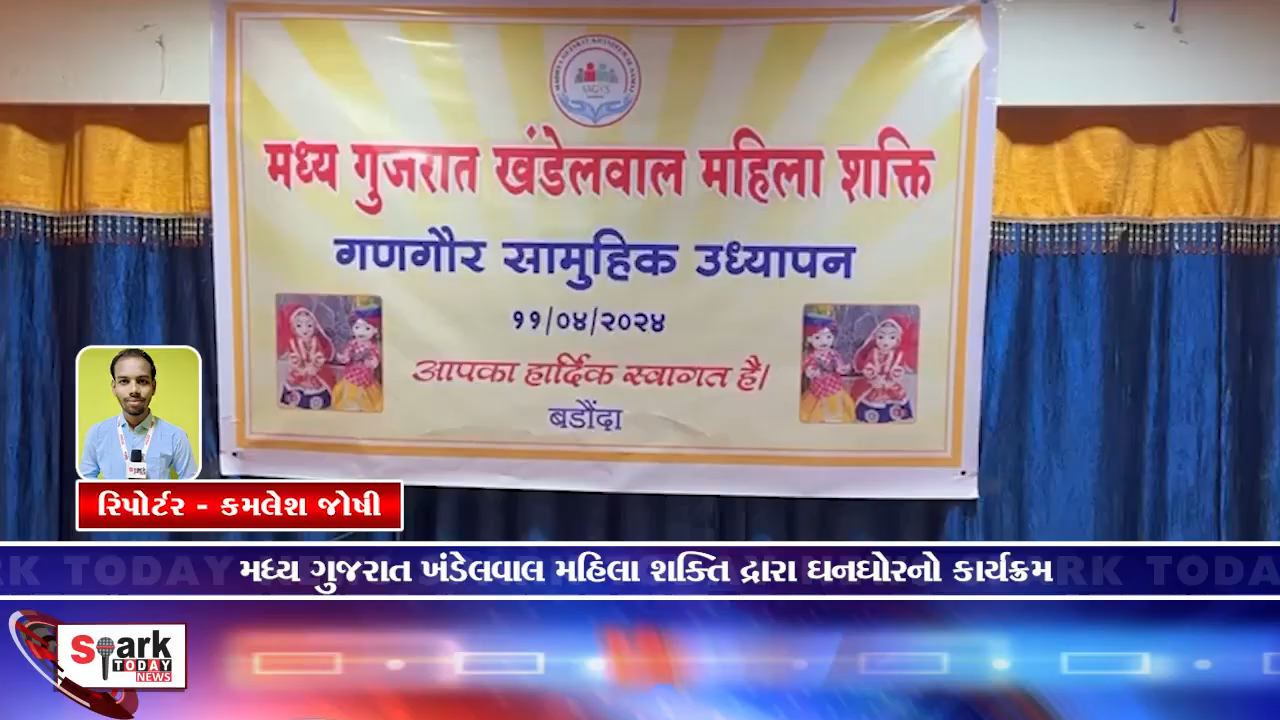 मध्य गुजरात खंडेलवाल महिला शक्ति
गणगौर सामुहिक उध्यापन
११/०४/२०२४
आपका हार्दिक स्वागत है।
बडौंदा
રિપોર્ટર - કમલેશ જોષી
મધ્ય ગુજરાત ખંડેલવાલ મહિલા શક્તિ દ્રારા ઘનઘોરનો કાર્યક્રમ
Spark
TODAY
NEWS